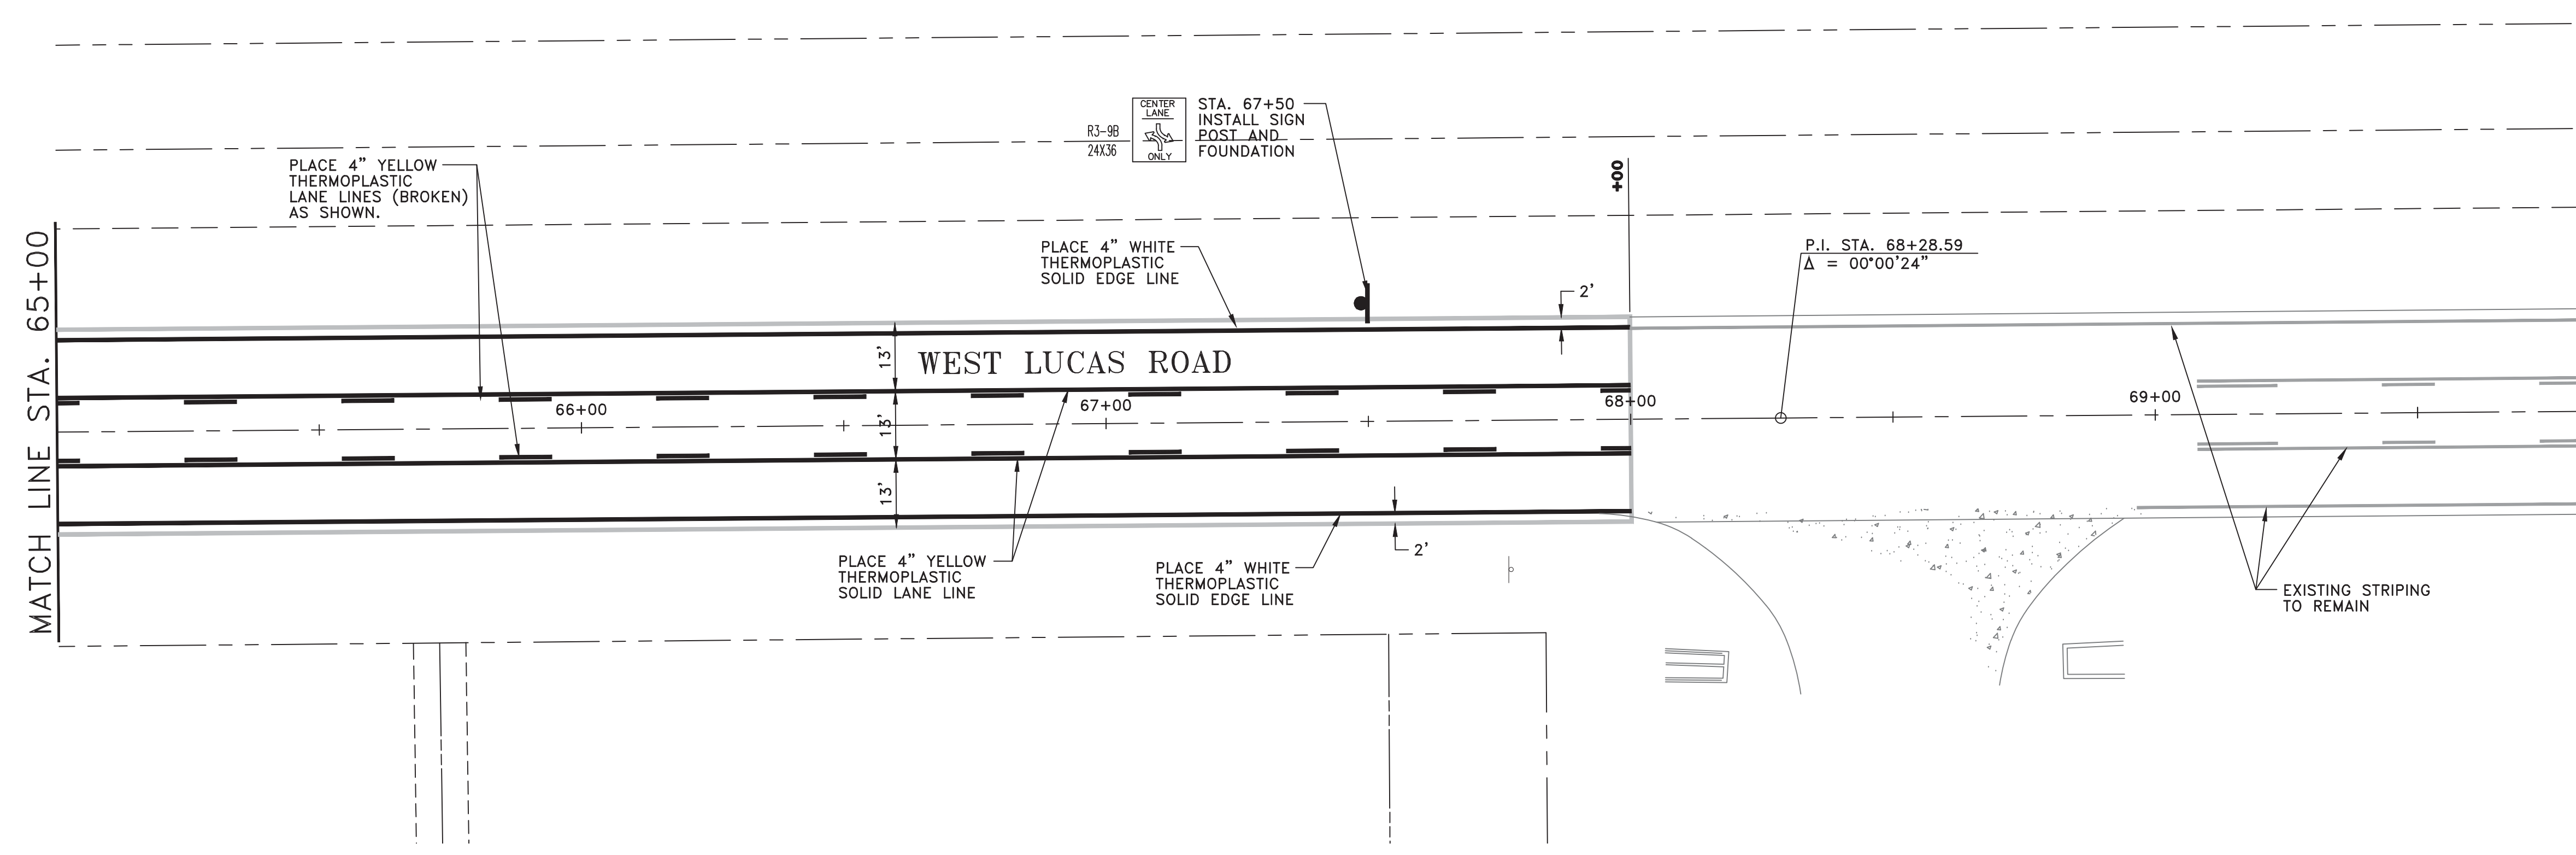 PLACE 4" YELLOW
THERMOPLASTIC
LANE LINES (BROKEN)
AS SHOWN.
R3-9B
24X36
CENTER
LANE
ONLY
STA. 67+50
INSTALL SIGN
POST AND
FOUNDATION
+00
PLACE 4" WHITE
THERMOPLASTIC
SOLID EDGE LINE
2'
P.I. STA. 68+28.59
Δ = 00°00'24"
MATCH LINE STA. 65+00
13'
WEST LUCAS ROAD
66+00
13'
67+00
68+00
69+00
13'
PLACE 4" YELLOW
THERMOPLASTIC
SOLID LANE LINE
PLACE 4" WHITE
THERMOPLASTIC
SOLID EDGE LINE
2'
EXISTING STRIPING
TO REMAIN